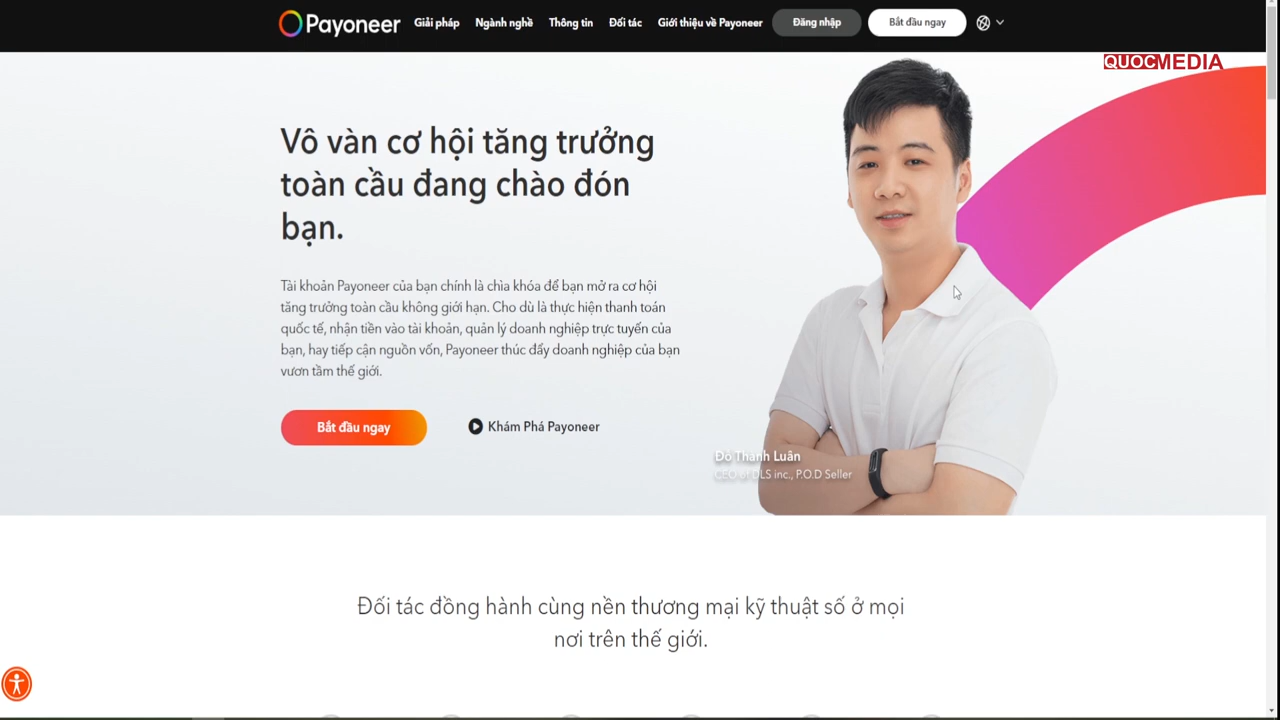 Payoneer
Giải pháp
Ngành nghề
Thông tin
Đối tác
Giới thiệu về Payoneer
Đăng nhập
Bắt đầu ngay
QUOCMEDIA
Vô vàn cơ hội tăng trưởng
toàn cầu đang chào đón
bạn.
Tài khoản Payoneer của bạn chính là chìa khóa để bạn mở ra cơ hội
tăng trưởng toàn cầu không giới hạn. Cho dù là thực hiện thanh toán
quốc tế, nhận tiền vào tài khoản, quản lý doanh nghiệp trực tuyến của
bạn, hay tiếp cận nguồn vốn, Payoneer thúc đẩy doanh nghiệp của bạn
vươn tầm thế giới.
Bắt đầu ngay
Khám Phá Payoneer
Đỗ Thành Luân
CEO of DLS inc., P.O.D Seller
Đối tác đồng hành cùng nền thương mại kỹ thuật số ở mọi
nơi trên thế giới.